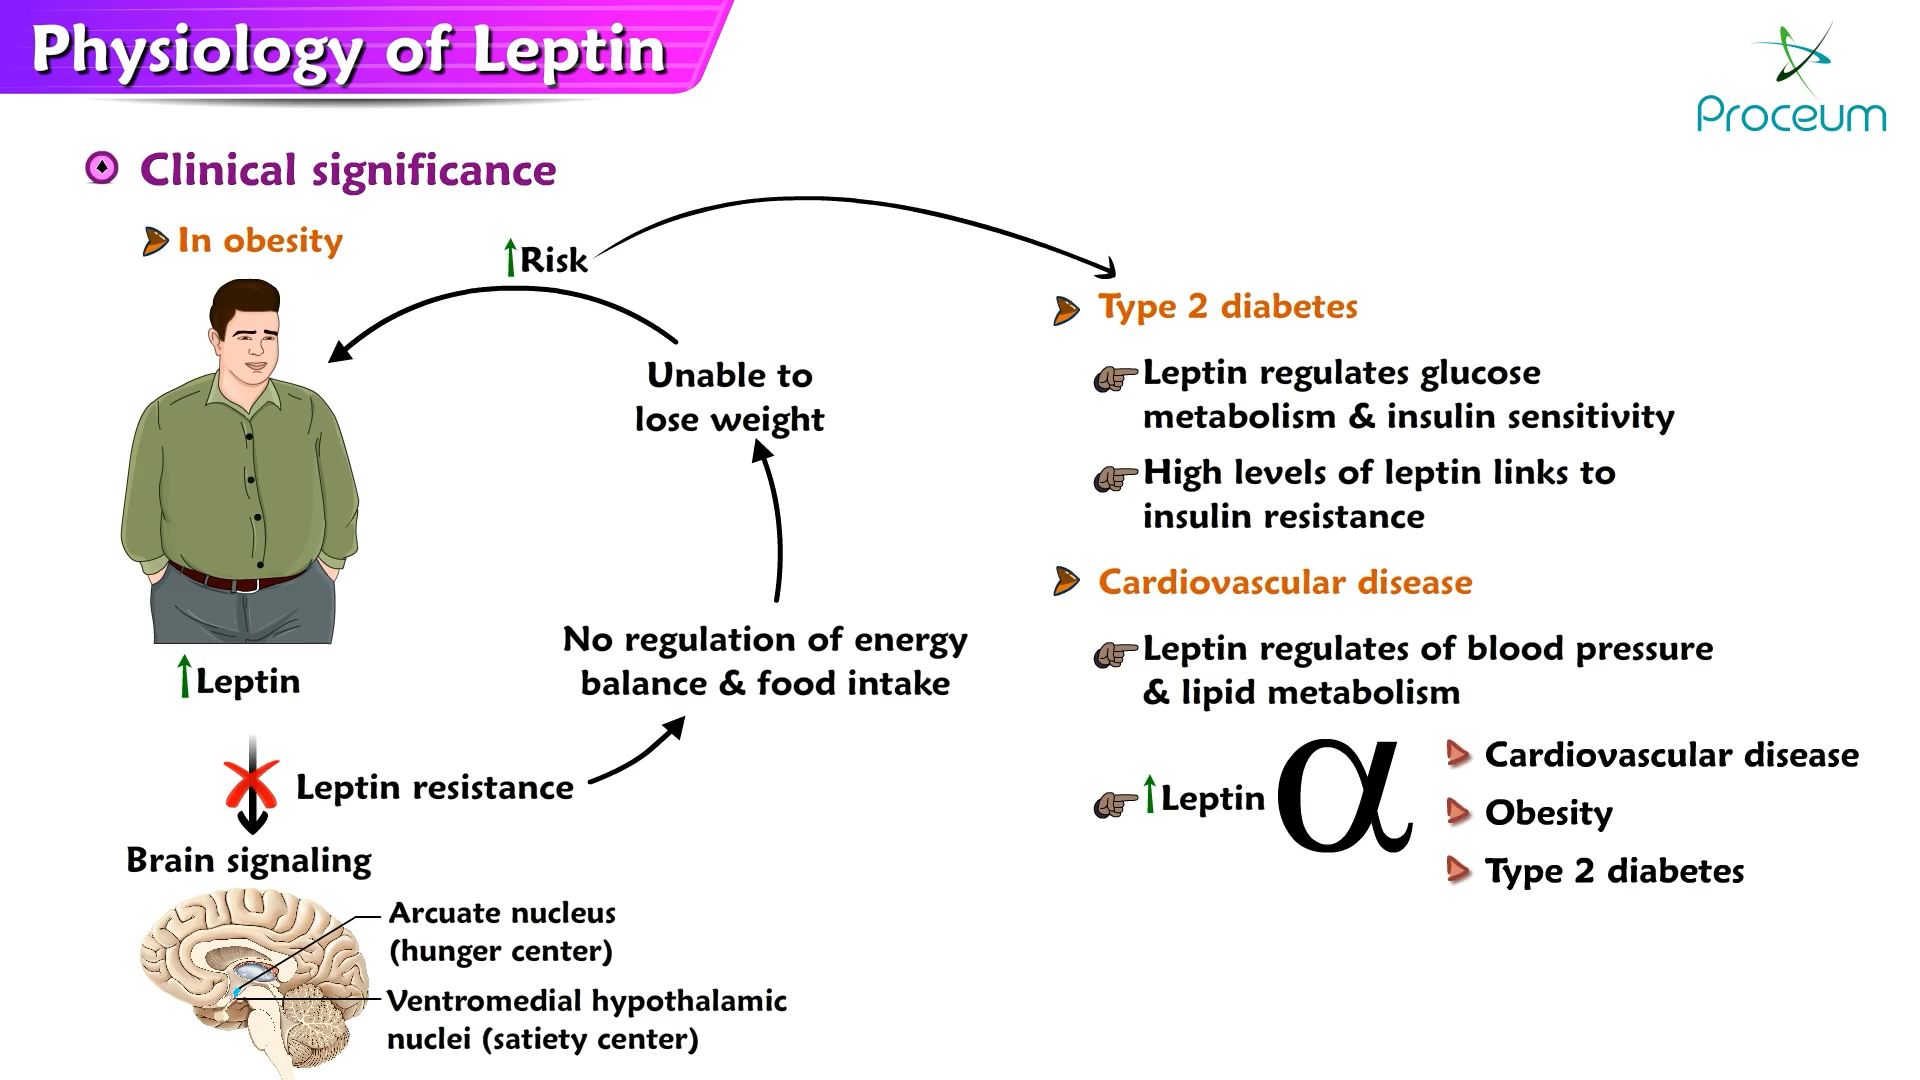 Physiology of Leptin
Proceum
Clinical significance
In obesity
↑Risk
Unable to
lose weight
No regulation of energy
balance & food intake
↑Leptin
Leptin resistance
Brain signaling
Arcuate nucleus
(hunger center)
Ventromedial hypothalamic
nuclei (satiety center)
Type 2 diabetes
Leptin regulates glucose
metabolism & insulin sensitivity
High levels of leptin links to
insulin resistance
Cardiovascular disease
Leptin regulates of blood pressure
& lipid metabolism
↑Leptin α
Cardiovascular disease
Obesity
Type 2 diabetes